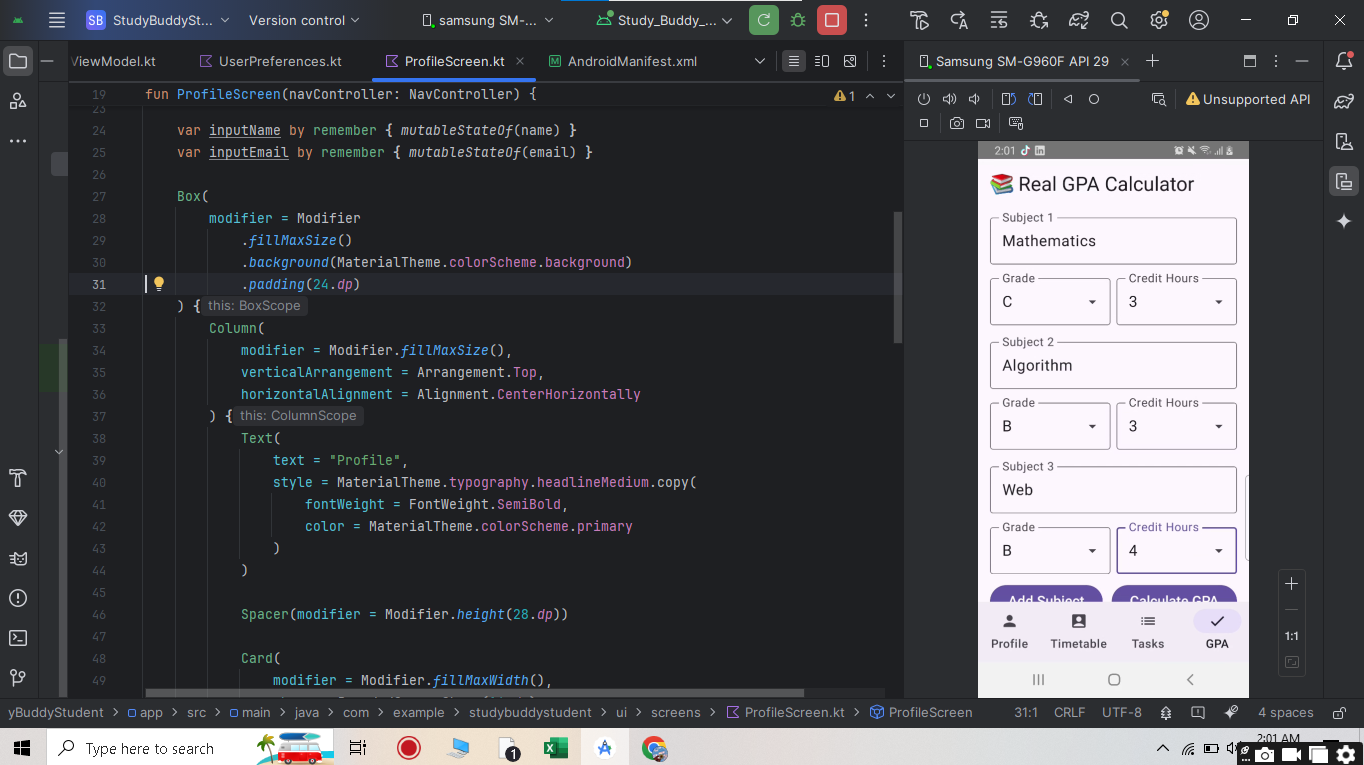 SB StudyBuddySt... Version control samsung SM-... Study_Buddy_...
ViewModel.kt UserPreferences.kt ProfileScreen.kt AndroidManifest.xml
19 fun ProfileScreen(navController: NavController) { 1
23
24 var inputName by remember { mutableStateOf(name) }
25 var inputEmail by remember { mutableStateOf(email) }
26
27 Box(
28 modifier = Modifier
29 .fillMaxSize()
30 .background(MaterialTheme.colorScheme.background)
31 .padding(24.dp)
32 ) { this: BoxScope
33 Column(
34 modifier = Modifier.fillMaxSize(),
35 verticalArrangement = Arrangement.Top,
36 horizontalAlignment = Alignment.CenterHorizontally
37 ) { this: ColumnScope
38 Text(
39 text = "Profile",
40 style = MaterialTheme.typography.headlineMedium.copy(
41 fontWeight = FontWeight.SemiBold,
42 color = MaterialTheme.colorScheme.primary
43 )
44 )
45
46 Spacer(modifier = Modifier.height(28.dp))
47
48 Card(
49 modifier = Modifier.fillMaxWidth(),
Samsung SM-G960F API 29
Unsupported API
2:01
Real GPA Calculator
Subject 1
Mathematics
Grade Credit Hours
C 3
Subject 2
Algorithm
Grade Credit Hours
B 3
Subject 3
Web
Grade Credit Hours
B 4
Add Subject Calculate GPA
Profile Timetable Tasks GPA
1:1
yBuddyStudent > app > src > main > java > com > example > studybuddystudent > ui > screens > ProfileScreen.kt > ProfileScreen 31:1 CRLF UTF-8 4 spaces
Type here to search 1 2:01 AM